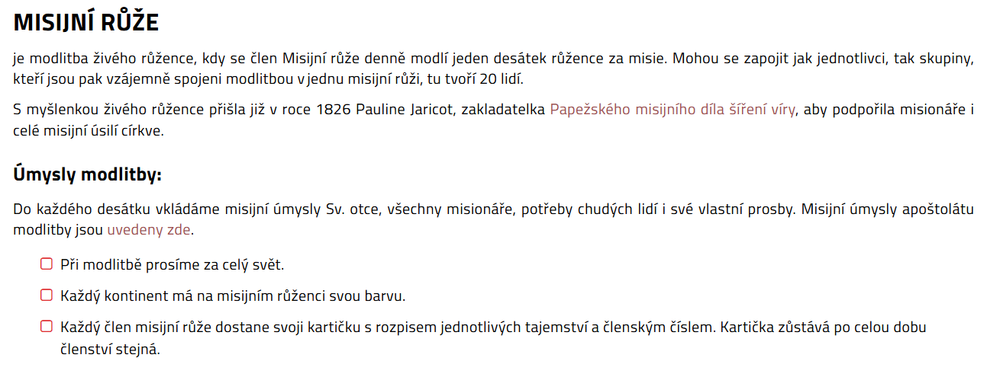 MISIJNÍ RŮŽE
je modlitba živého růžence, kdy se člen Misijní růže denně modlí jeden desátek růžence za misie. Mohou se zapojit jak jednotlivci, tak skupiny,
kteří jsou pak vzájemně spojeni modlitbou v jednu misijní růži, tu tvoří 20 lidí.
S myšlenkou živého růžence přišla již v roce 1826 Pauline Jaricot, zakladatelka Papežského misijního díla šíření víry, aby podpořila misionáře i
celé misijní úsilí církve.
Úmysly modlitby:
Do každého desátku vkládáme misijní úmysly Sv. otce, všechny misionáře, potřeby chudých lidí i své vlastní prosby. Misijní úmysly apoštolátu
modlitby jsou uvedeny zde.
Při modlitbě prosíme za celý svět.
Každý kontinent má na misijním růženci svou barvu.
Každý člen misijní růže dostane svoji kartičku s rozpisem jednotlivých tajemství a členským číslem. Kartička zůstává po celou dobu
členství stejná.